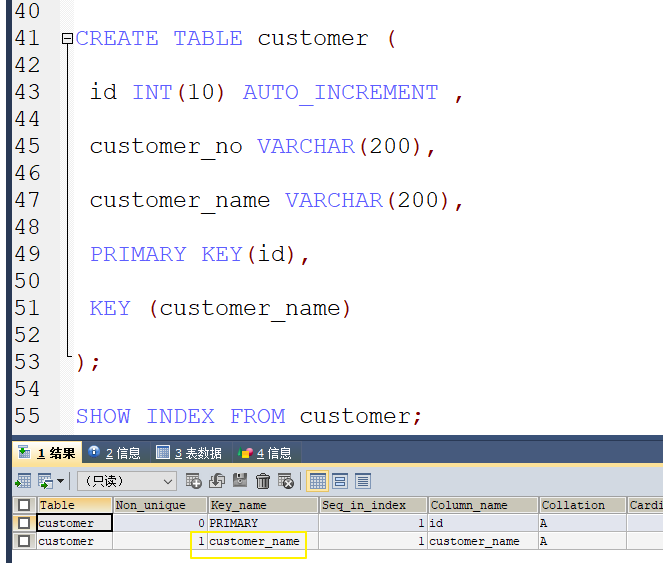 40
41 CREATE TABLE customer (
42
43 id INT(10) AUTO_INCREMENT ,
44
45 customer_no VARCHAR(200),
46
47 customer_name VARCHAR(200),
48
49 PRIMARY KEY(id),
50
51 KEY (customer_name)
52
53 );
54
55 SHOW INDEX FROM customer;
1 结果 2 信息 3 表数据 4 信息
(只读)
Table Non_unique Key_name Seq_in_index Column_name Collation Cardi
customer 0 PRIMARY 1 id A
customer 1 customer_name 1 customer_name A